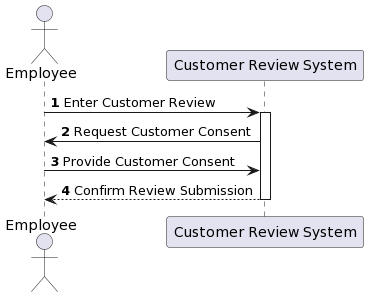 Employee
Customer Review System
1 Enter Customer Review
2 Request Customer Consent
3 Provide Customer Consent
4 Confirm Review Submission
Employee
Customer Review System